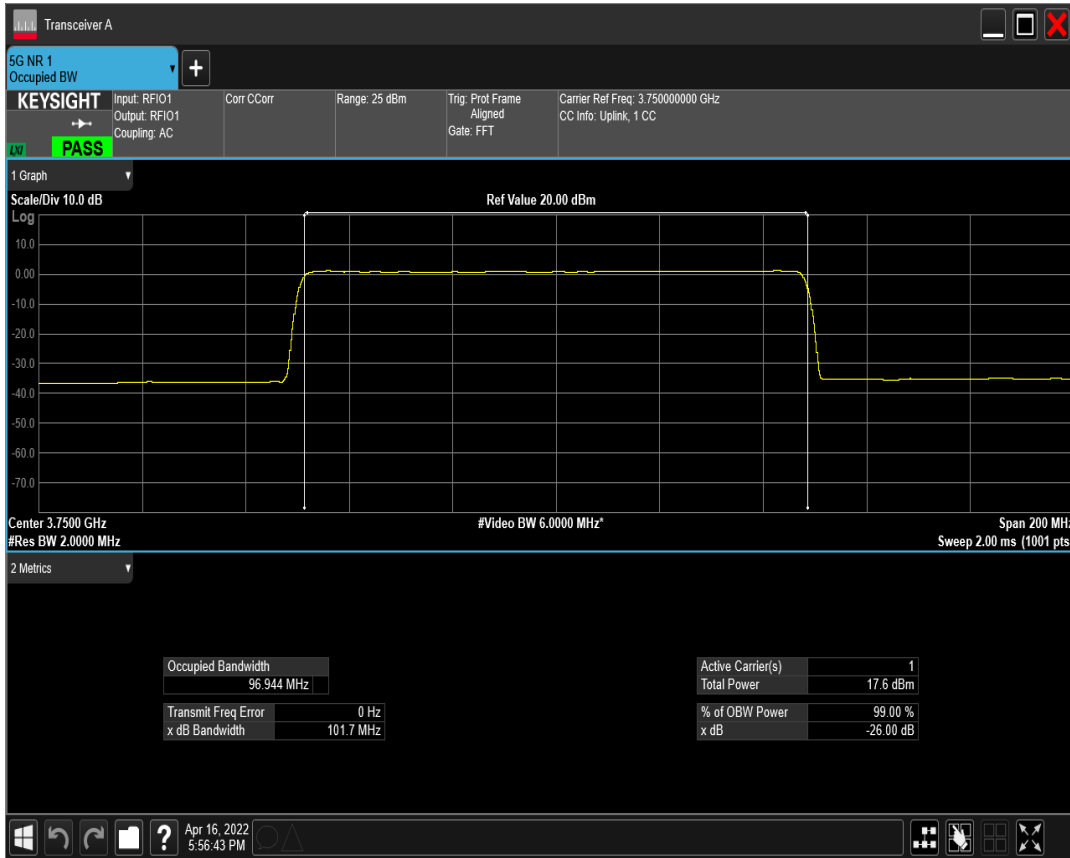 Transceiver A
5G NR 1
Occupied BW
KEYSIGHT
LXI
PASS
Input: RFIO1
Output: RFIO1
Coupling: AC
Corr CCorr
Range: 25 dBm
Trig: Prot Frame
Aligned
Gate: FFT
Carrier Ref Freq: 3.750000000 GHz
CC Info: Uplink, 1 CC
1 Graph
Scale/Div 10.0 dB
Ref Value 20.00 dBm
Log
10.0
0.00
-10.0
-20.0
-30.0
-40.0
-50.0
-60.0
-70.0
Center 3.7500 GHz
#Video BW 6.0000 MHz*
Span 200 MHz
#Res BW 2.0000 MHz
Sweep 2.00 ms (1001 pts
2 Metrics
Occupied Bandwidth
96.944 MHz
Transmit Freq Error 0 Hz
x dB Bandwidth 101.7 MHz
Active Carrier(s) 1
Total Power 17.6 dBm
% of OBW Power 99.00 %
x dB -26.00 dB
?
Apr 16, 2022
5:56:43 PM